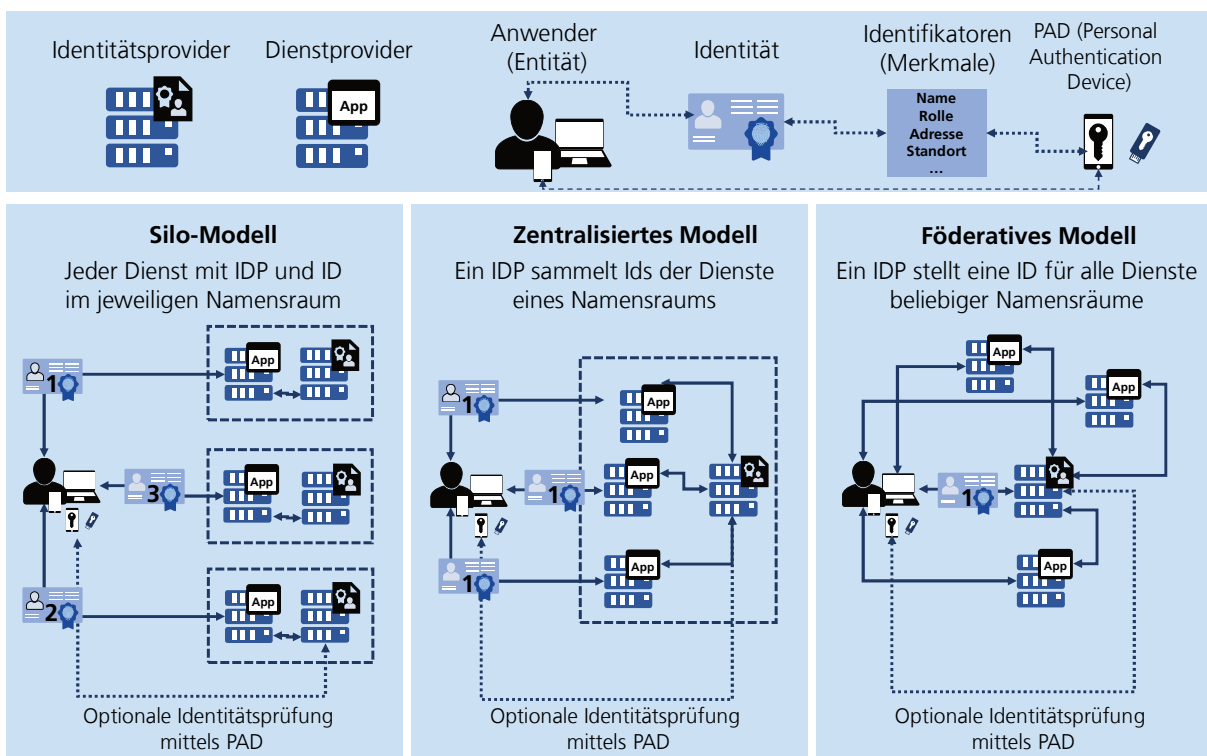 Identitätsprovider
Dienstprovider
App
Anwender
(Entität)
Identität
Identifikatoren
(Merkmale)
Name
Rolle
Adresse
Standort
...
PAD (Personal
Authentication
Device)
Silo-Modell
Jeder Dienst mit IDP und ID
im jeweiligen Namensraum
1
App
3
App
2
App
Optionale Identitätsprüfung
mittels PAD
Zentralisiertes Modell
Ein IDP sammelt Ids der Dienste
eines Namensraums
1
App
1
App
1
App
Optionale Identitätsprüfung
mittels PAD
Föderatives Modell
Ein IDP stellt eine ID für alle Dienste
beliebiger Namensräume
App
App
1
App
Optionale Identitätsprüfung
mittels PAD